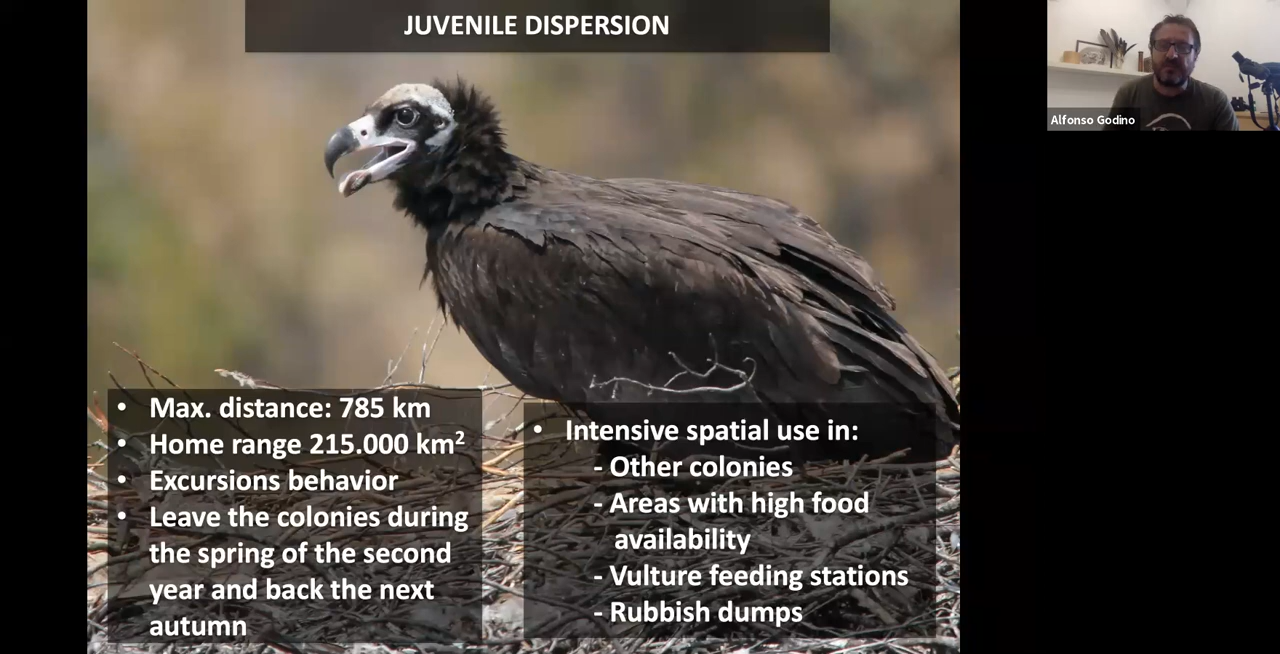 JUVENILE DISPERSION
Alfonso Godino
• Max. distance: 785 km
• Home range 215.000 km²
• Excursions behavior
• Leave the colonies during
the spring of the second
year and back the next
autumn
• Intensive spatial use in:
- Other colonies
- Areas with high food
availability
- Vulture feeding stations
- Rubbish dumps